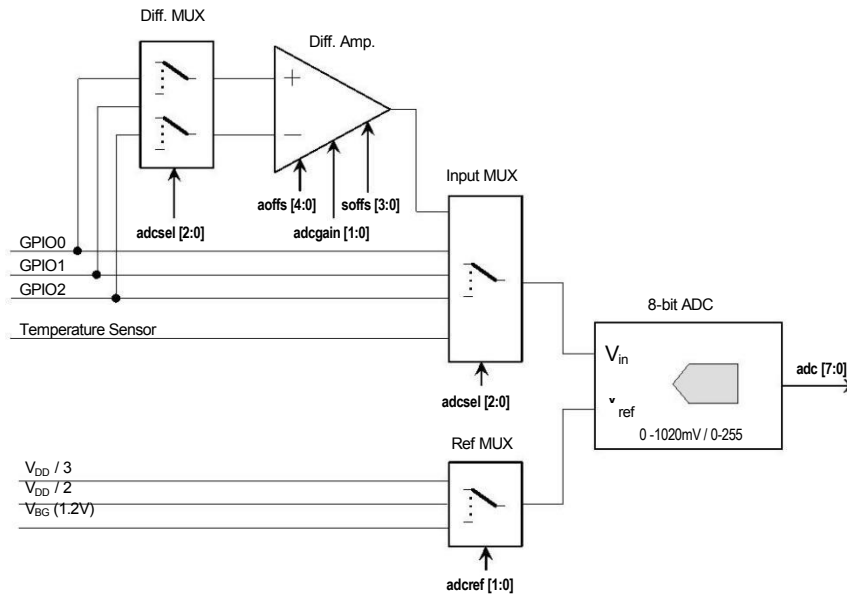 Diff. MUX
Diff. Amp.
+
−
Input MUX
aoffs [4:0]
soffs [3:0]
adcsel [2:0]
adcgain [1:0]
GPIO0
GPIO1
GPIO2
8-bit ADC
Temperature Sensor
Vin
adc [7:0]
adcsel [2:0]
ref
0 -1020mV / 0-255
Ref MUX
VDD / 3
VDD / 2
VBG (1.2V)
adcref [1:0]